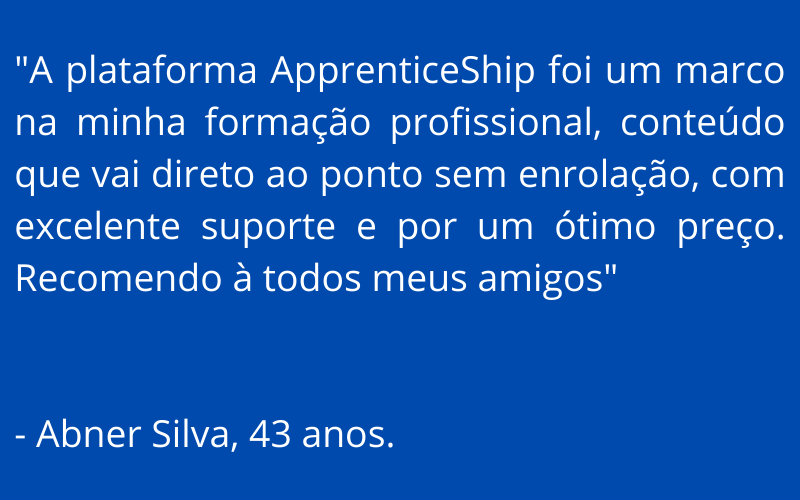 "A plataforma ApprenticeShip foi um marco
na minha formação profissional, conteúdo
que vai direto ao ponto sem enrolação, com
excelente suporte e por um ótimo preço.
Recomendo à todos meus amigos"
- Abner Silva, 43 anos.